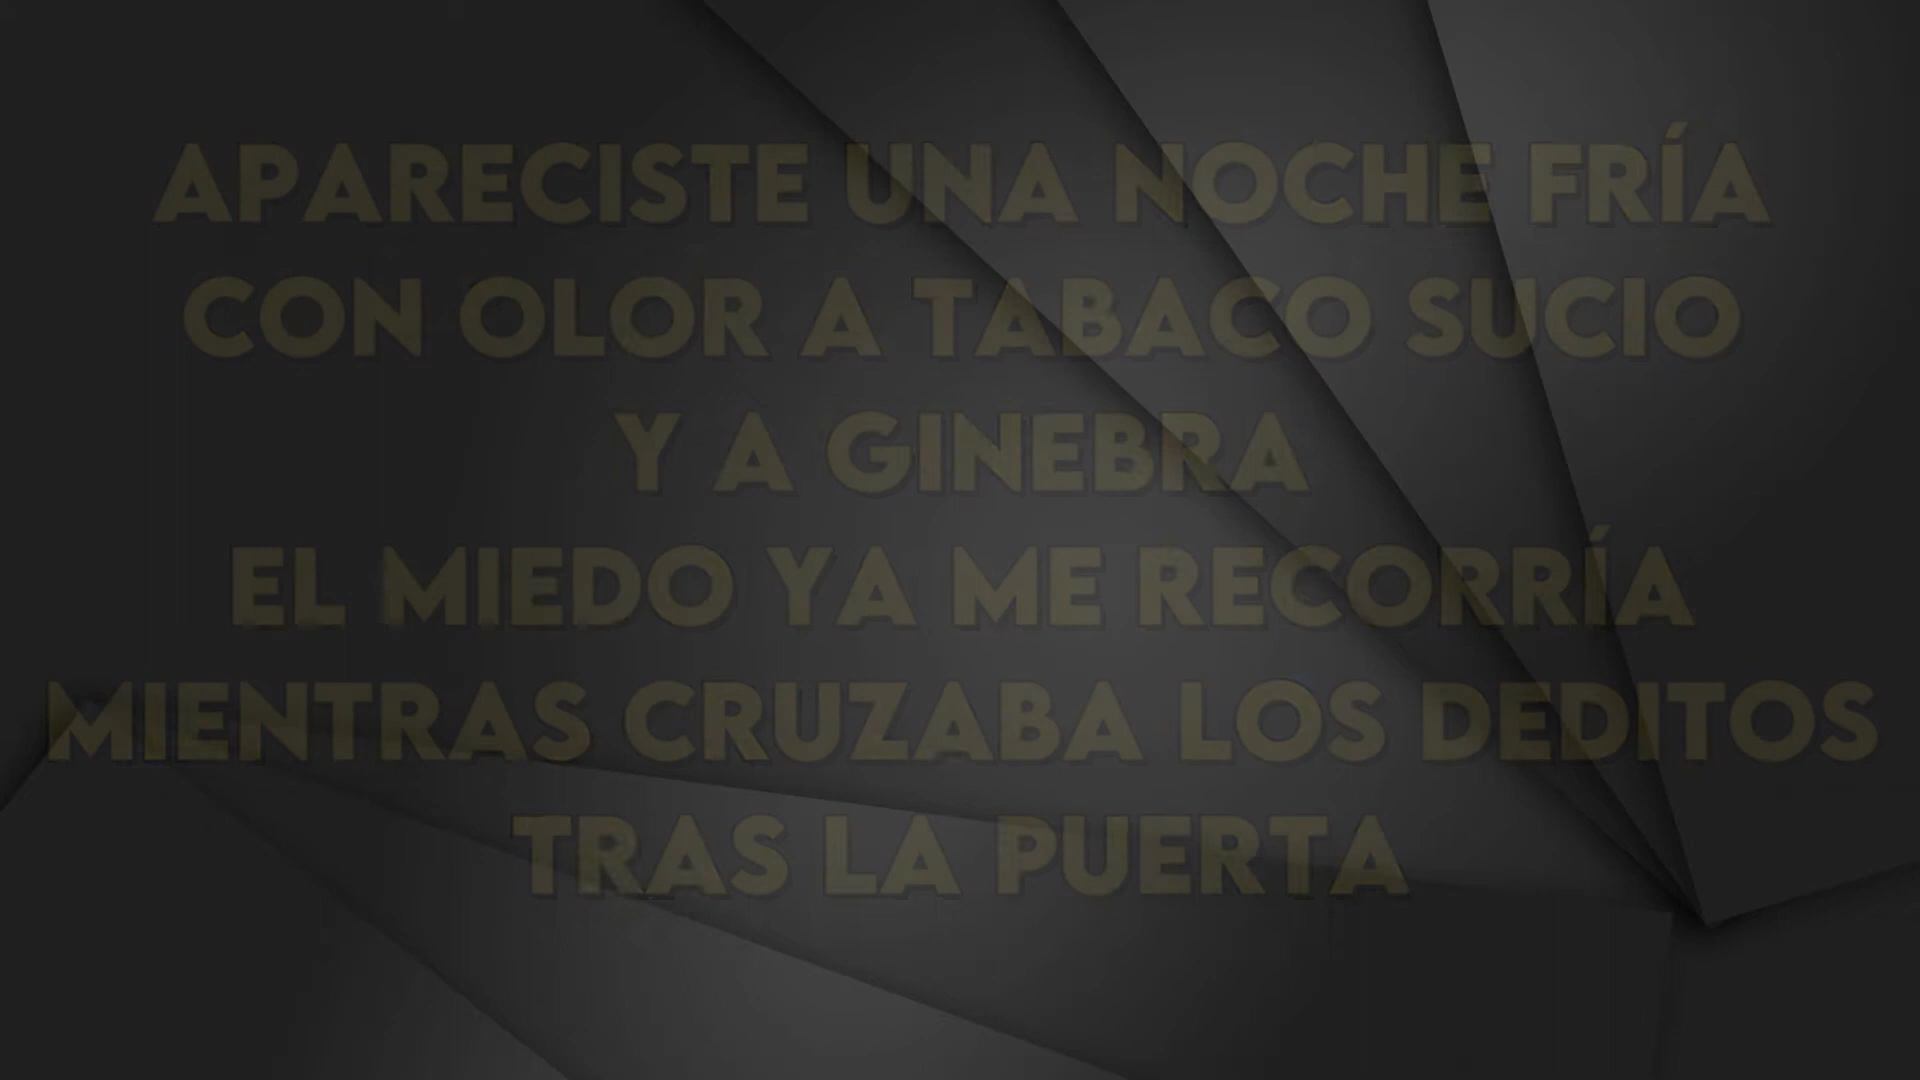 APARECISTE UNA NOCHE FRÍA
CON OLOR A TABACO SUCIO
Y A GINEBRA
EL MIEDO YA ME RECORRÍA
MIENTRAS CRUZABA LOS DEDITOS
TRAS LA PUERTA